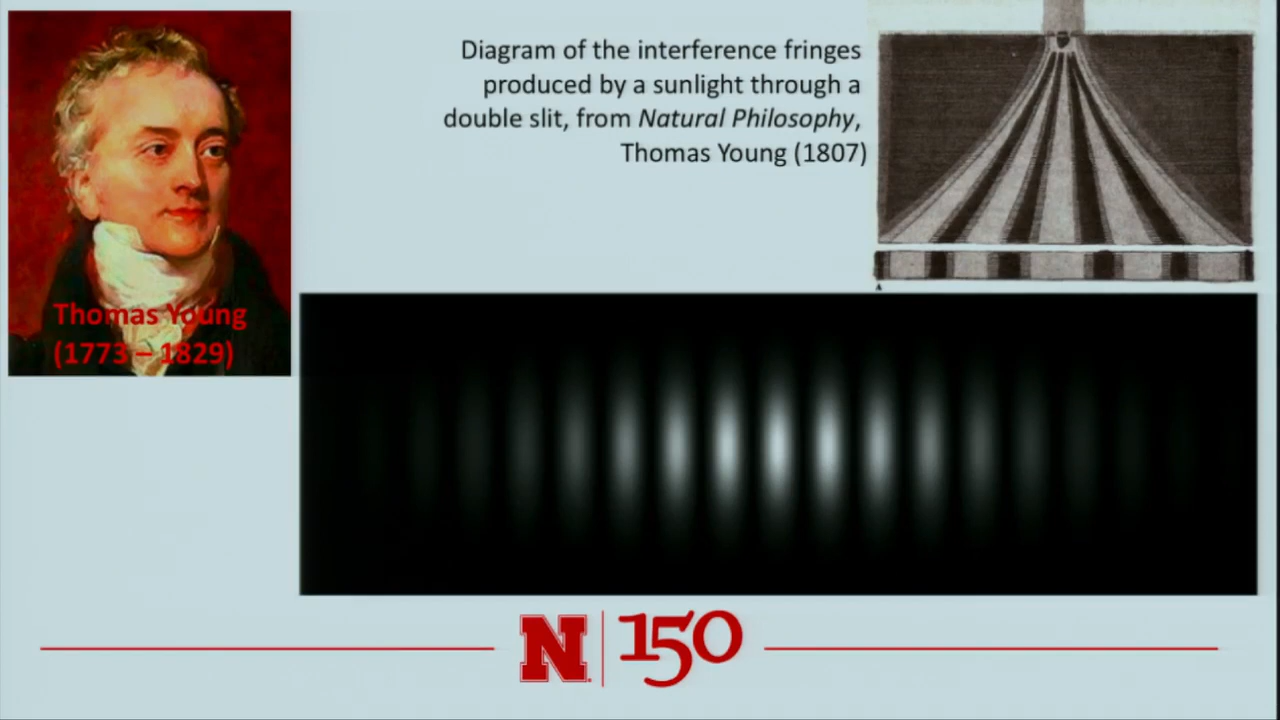 Diagram of the interference fringes
produced by a sunlight through a
double slit, from Natural Philosophy,
Thomas Young (1807)
Thomas Young
(1773 – 1829)
N 150